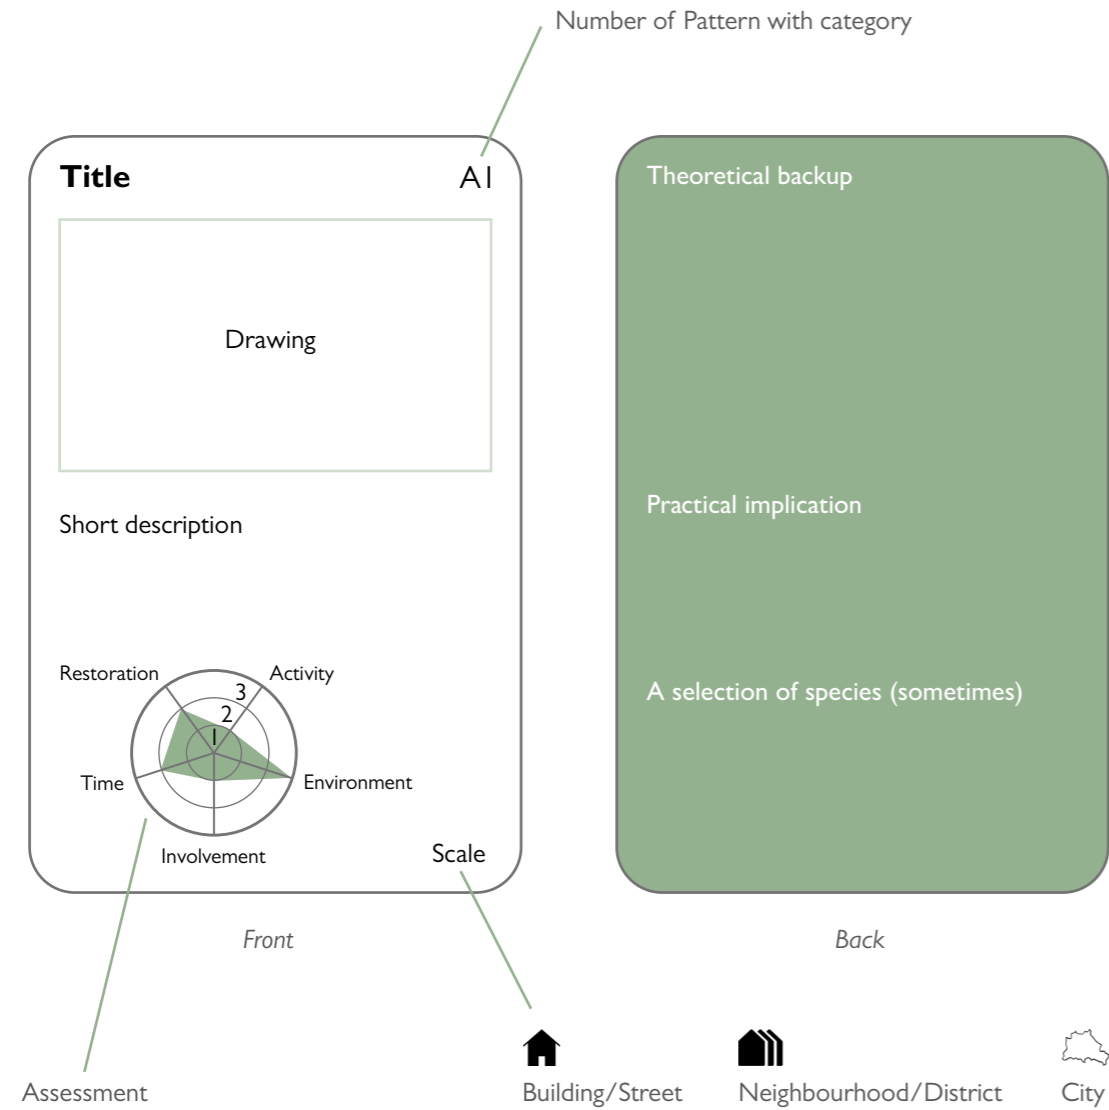 Number of Pattern with category
Title
A1
Drawing
Short description
Restoration
Activity
3
2
1
Time
Environment
Involvement
Scale
Theoretical backup
Practical implication
A selection of species (sometimes)
Front
Back
Assessment
Building/Street
Neighbourhood/District
City